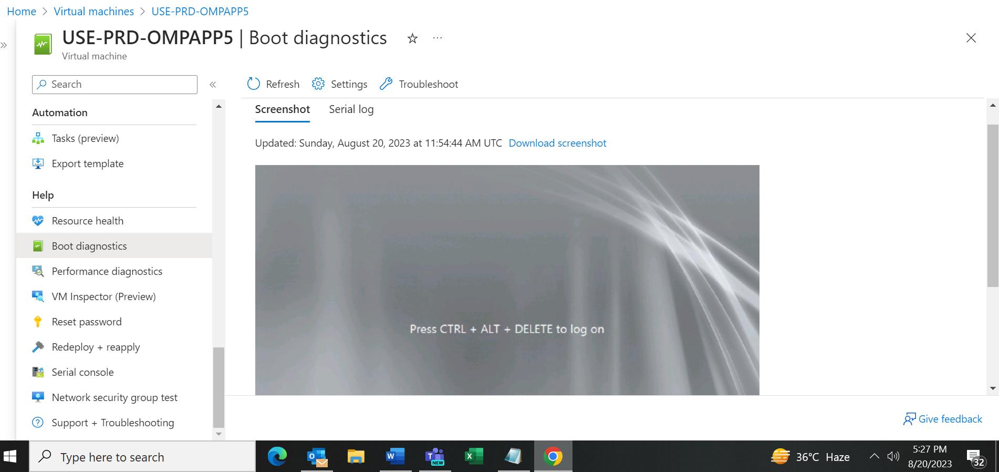 Home > Virtual machines > USE-PRD-OMPAPP5
USE-PRD-OMPAPP5 | Boot diagnostics ☆ ···
Virtual machine
Search
Refresh
Settings
Troubleshoot
Automation
Tasks (preview)
Export template
Help
Resource health
Boot diagnostics
Performance diagnostics
VM Inspector (Preview)
Reset password
Redeploy + reapply
Serial console
Network security group test
Support + Troubleshooting
Screenshot
Serial log
Updated: Sunday, August 20, 2023 at 11:54:44 AM UTC Download screenshot
Press CTRL + ALT + DELETE to log on
Give feedback
Type here to search
NEW
36°C Haze
5:27 PM
8/20/2023
32